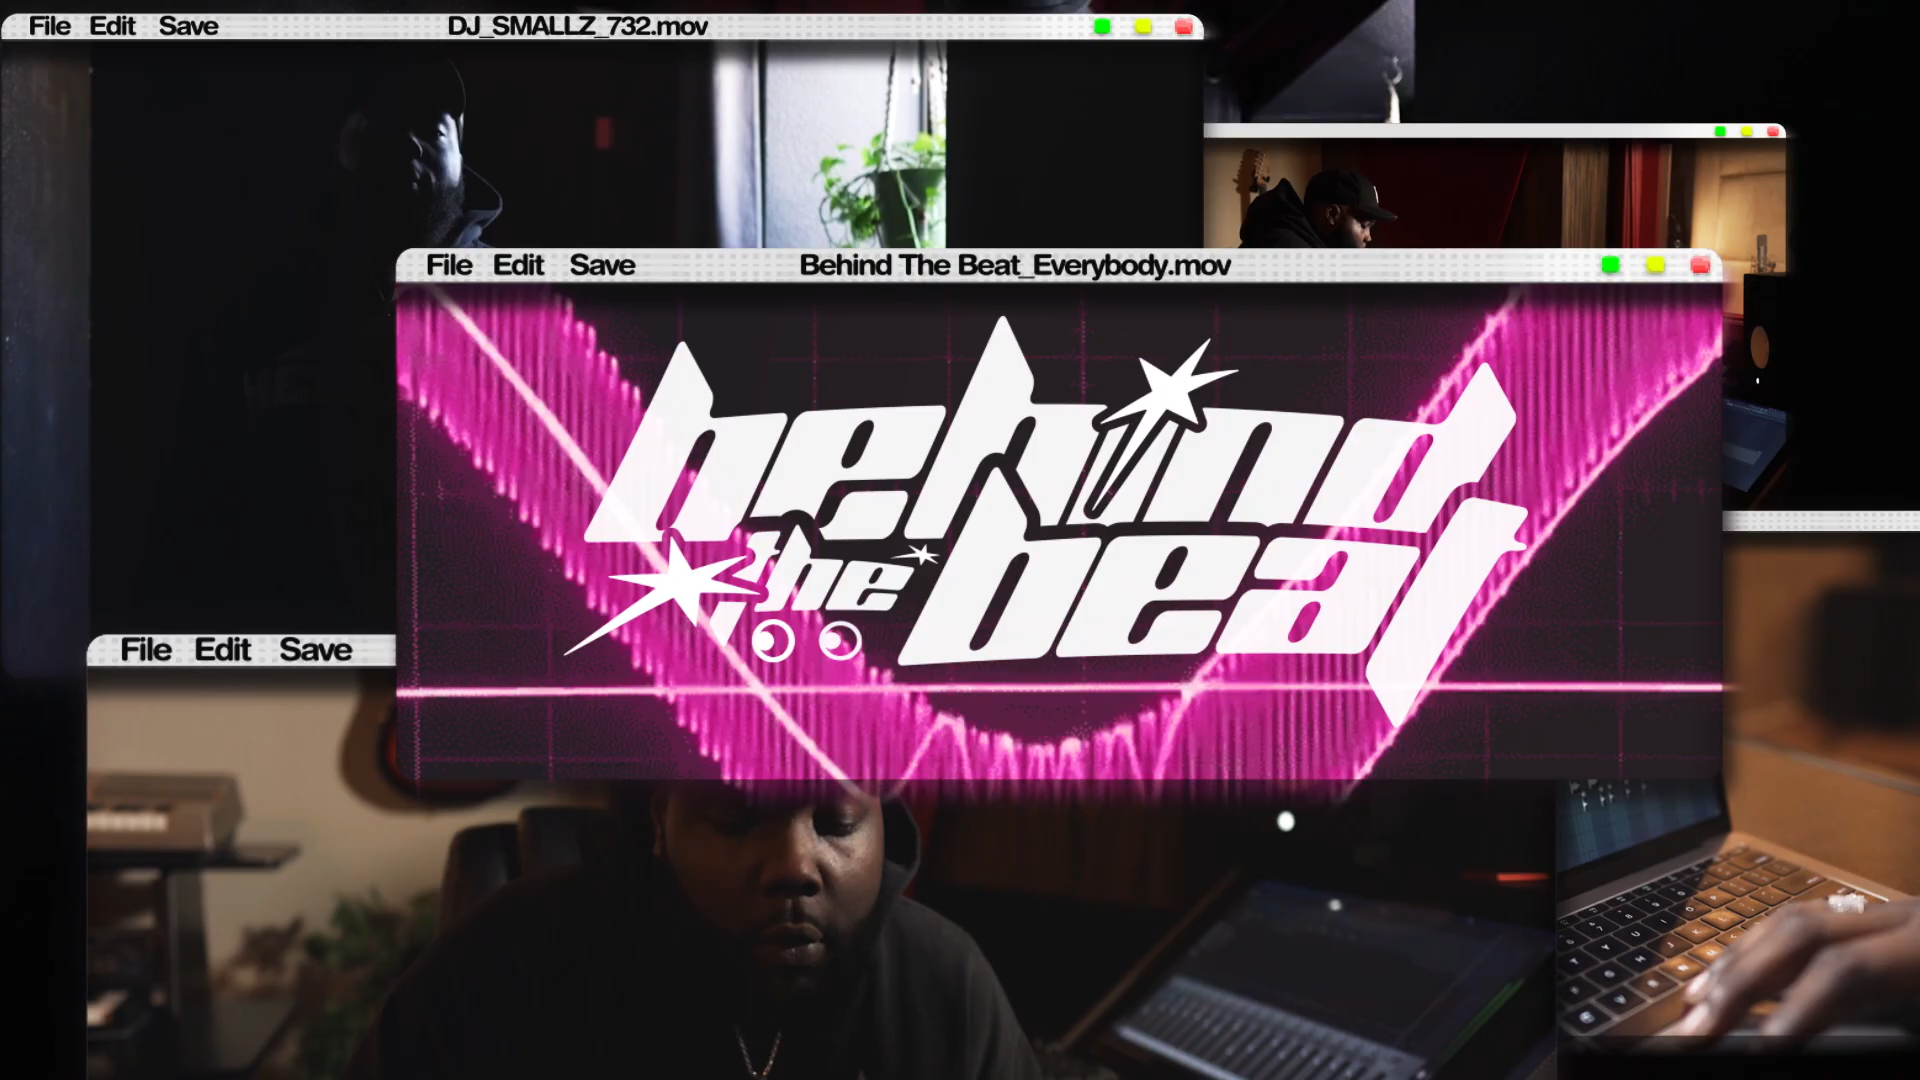 File Edit Save DJ_SMALLZ_732.mov
File Edit Save Behind The Beat_Everybody.mov
behind
the beat
File Edit Save